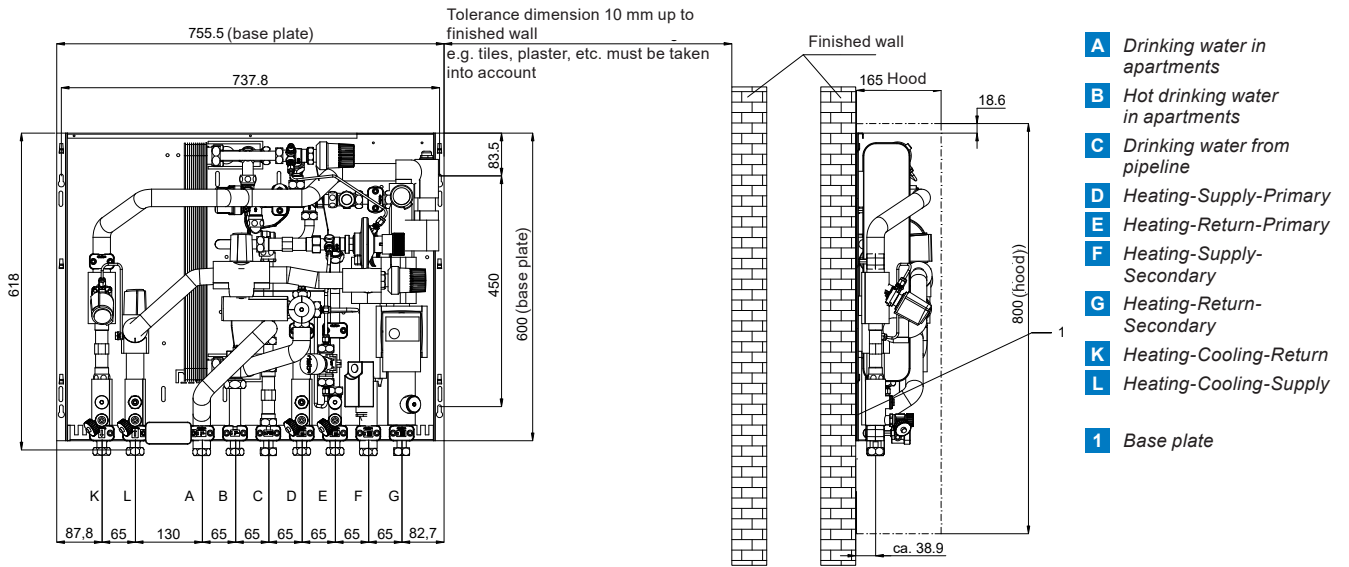 Tolerance dimension 10 mm up to
finished wall
e.g. tiles, plaster, etc. must be taken
into account
755.5 (base plate)
737.8
618
83.5
450
600 (base plate)
K
L
A
B
C
D
E
F
G
87,8
65
130
65
65
65
65
65
65
82,7
Finished wall
165 Hood
18.6
800 (hood))
1
ca. 38.9
A Drinking water in
apartments
B Hot drinking water
in apartments
C Drinking water from
pipeline
D Heating-Supply-Primary
E Heating-Return-Primary
F Heating-Supply-
Secondary
G Heating-Return-
Secondary
K Heating-Cooling-Return
L Heating-Cooling-Supply
1 Base plate